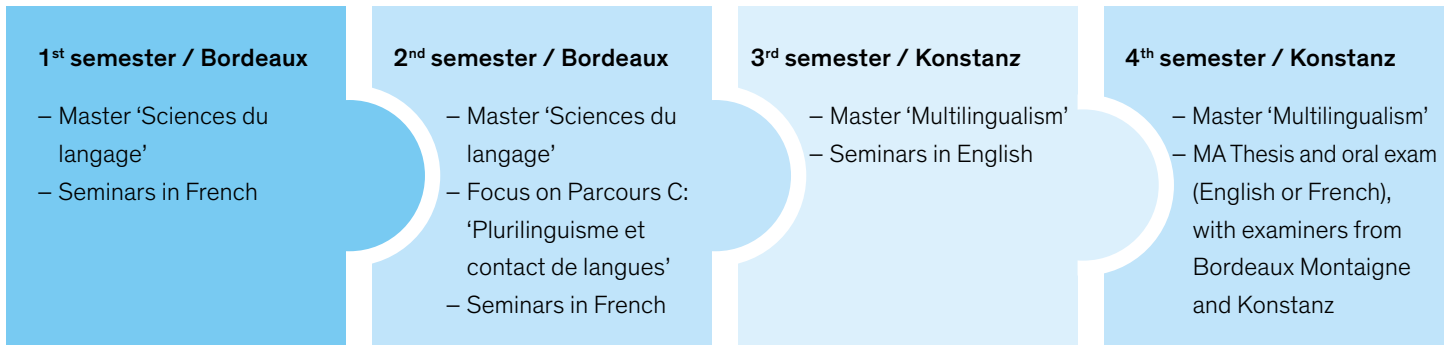 1st semester / Bordeaux
– Master ‘Sciences du
langage’
– Seminars in French
2nd semester / Bordeaux
– Master ‘Sciences du
langage’
– Focus on Parcours C:
‘Plurilinguisme et
contact de langues’
– Seminars in French
3rd semester / Konstanz
– Master ‘Multilingualism’
– Seminars in English
4th semester / Konstanz
– Master ‘Multilingualism’
– MA Thesis and oral exam
(English or French),
with examiners from
Bordeaux Montaigne
and Konstanz